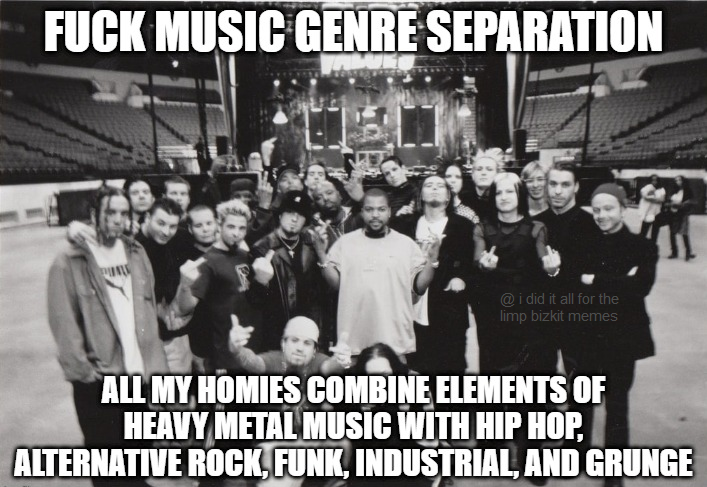 FUCK MUSIC GENRE SEPARATION
@ i did it all for the
limp bizkit memes
ALL MY HOMIES COMBINE ELEMENTS OF
HEAVY METAL MUSIC WITH HIP HOP,
ALTERNATIVE ROCK, FUNK, INDUSTRIAL, AND GRUNGE